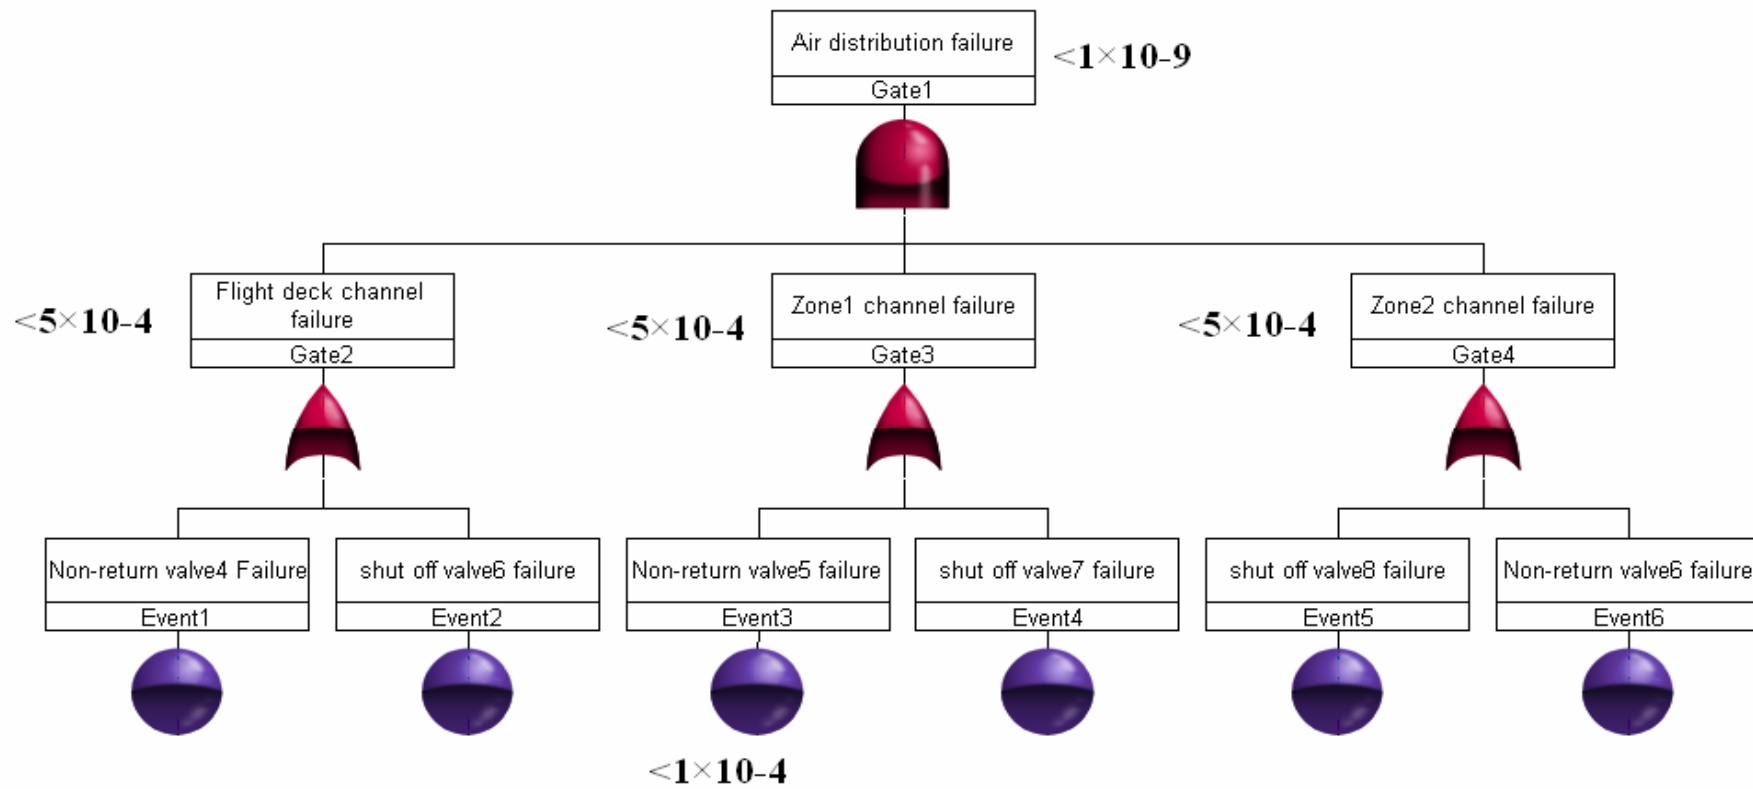 Air distribution failure
<1×10-9
Gate1
Flight deck channel
failure
<5×10-4
Gate2
Zone1 channel failure
<5×10-4
Gate3
Zone2 channel failure
<5×10-4
Gate4
Non-return valve4 Failure
Event1
shut off valve6 failure
Event2
Non-return valve5 failure
Event3
shut off valve7 failure
Event4
shut off valve8 failure
Event5
Non-return valve6 failure
Event6
<1×10-4